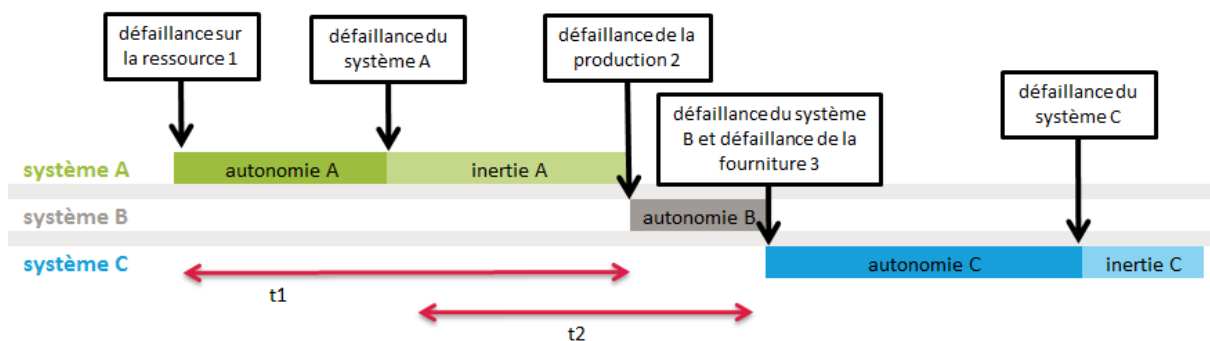 défaillance sur
la ressource 1
défaillance du
système A
défaillance de la
production 2
défaillance du
système C
défaillance du système
B et défaillance de la
fourniture 3
système A
autonomie A
inertie A
système B
autonomie B
système C
autonomie C
inertie C
t1
t2